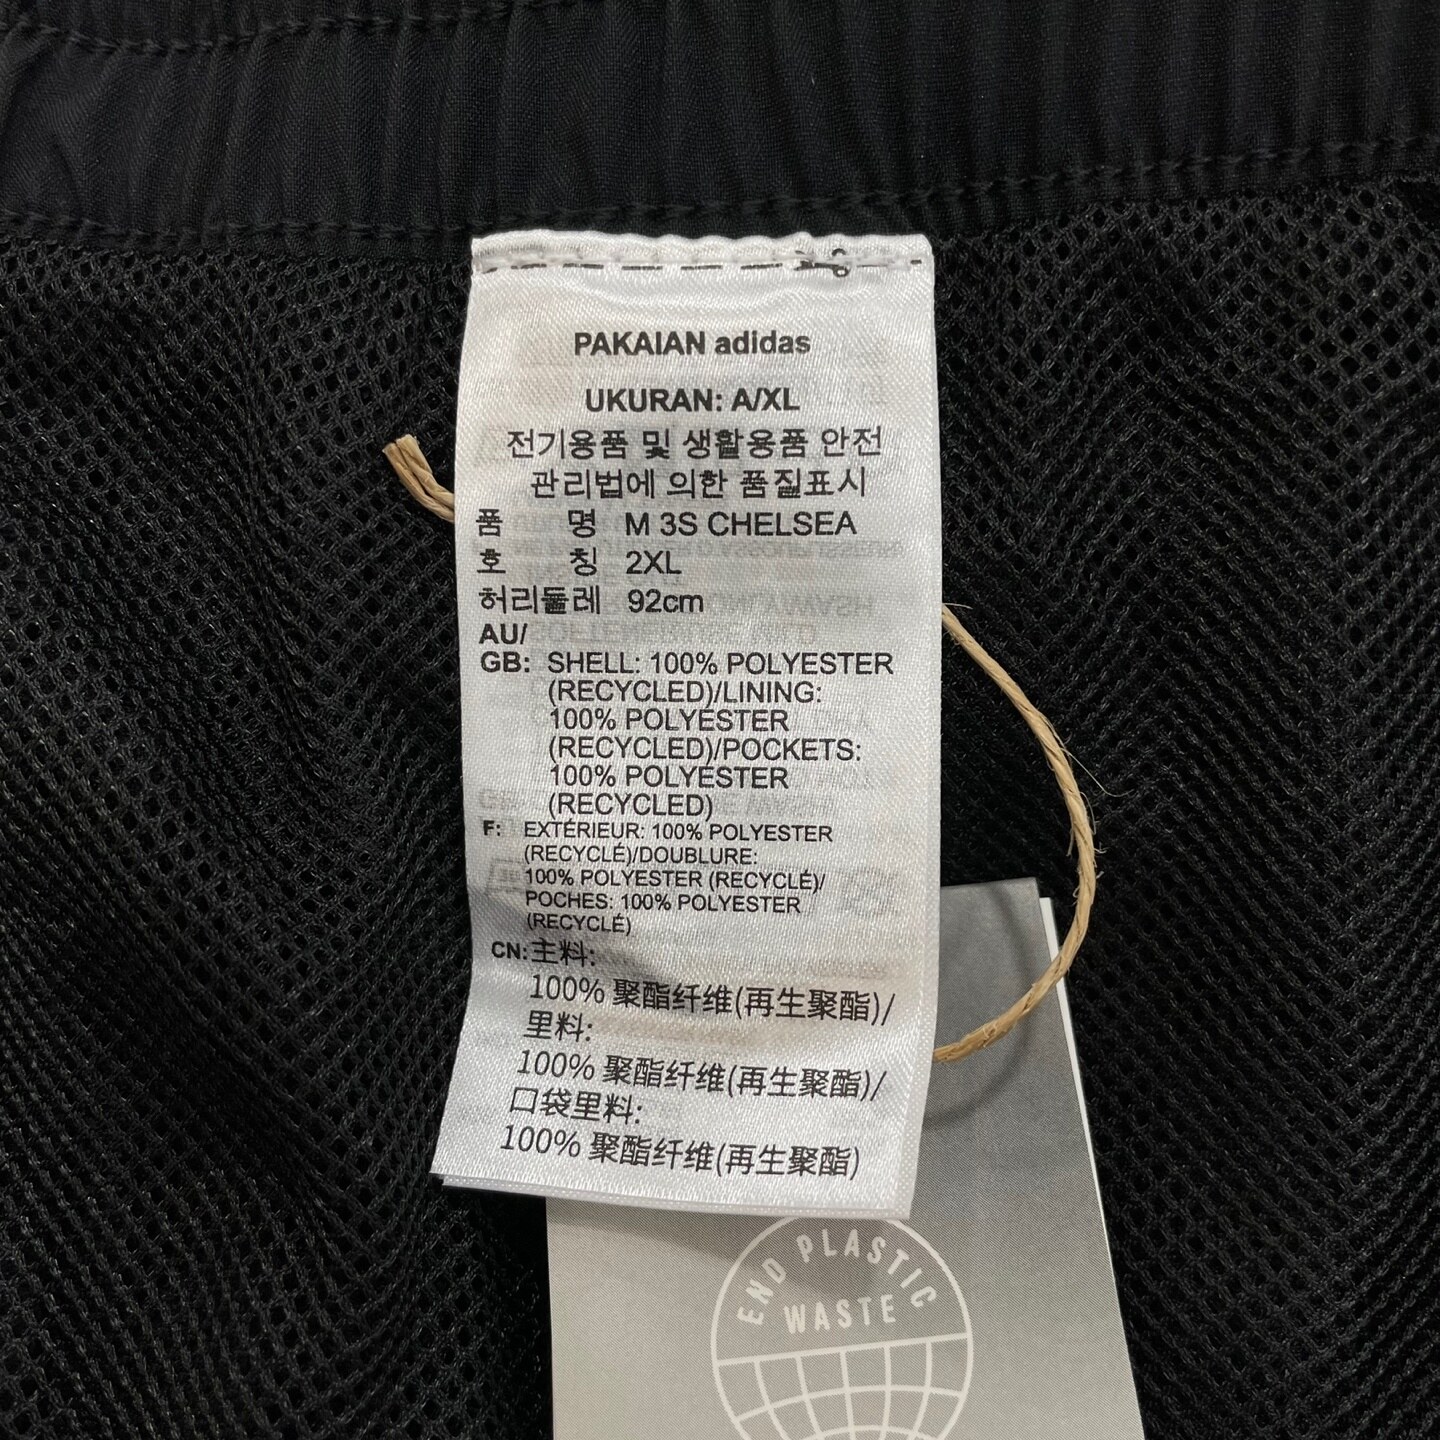 PAKAIAN adidas
UKURAN: A/XL
전기용품 및 생활용품 안전
관리법에 의한 품질표시
품 명 M 3S CHELSEA
호 칭 2XL
허리둘레 92cm
AU/
GB: SHELL: 100% POLYESTER
(RECYCLED)/LINING:
100% POLYESTER
(RECYCLED)/POCKETS:
100% POLYESTER
(RECYCLED)
F: EXTÉRIEUR: 100% POLYESTER
(RECYCLÉ)/DOUBLURE:
100% POLYESTER (RECYCLÉ)/
POCHES: 100% POLYESTER
(RECYCLÉ)
CN: 主料:
100% 聚酯纤维(再生聚酯)/
里料:
100% 聚酯纤维(再生聚酯)/
口袋里料:
100% 聚酯纤维(再生聚酯)
END PLASTIC
WASTE